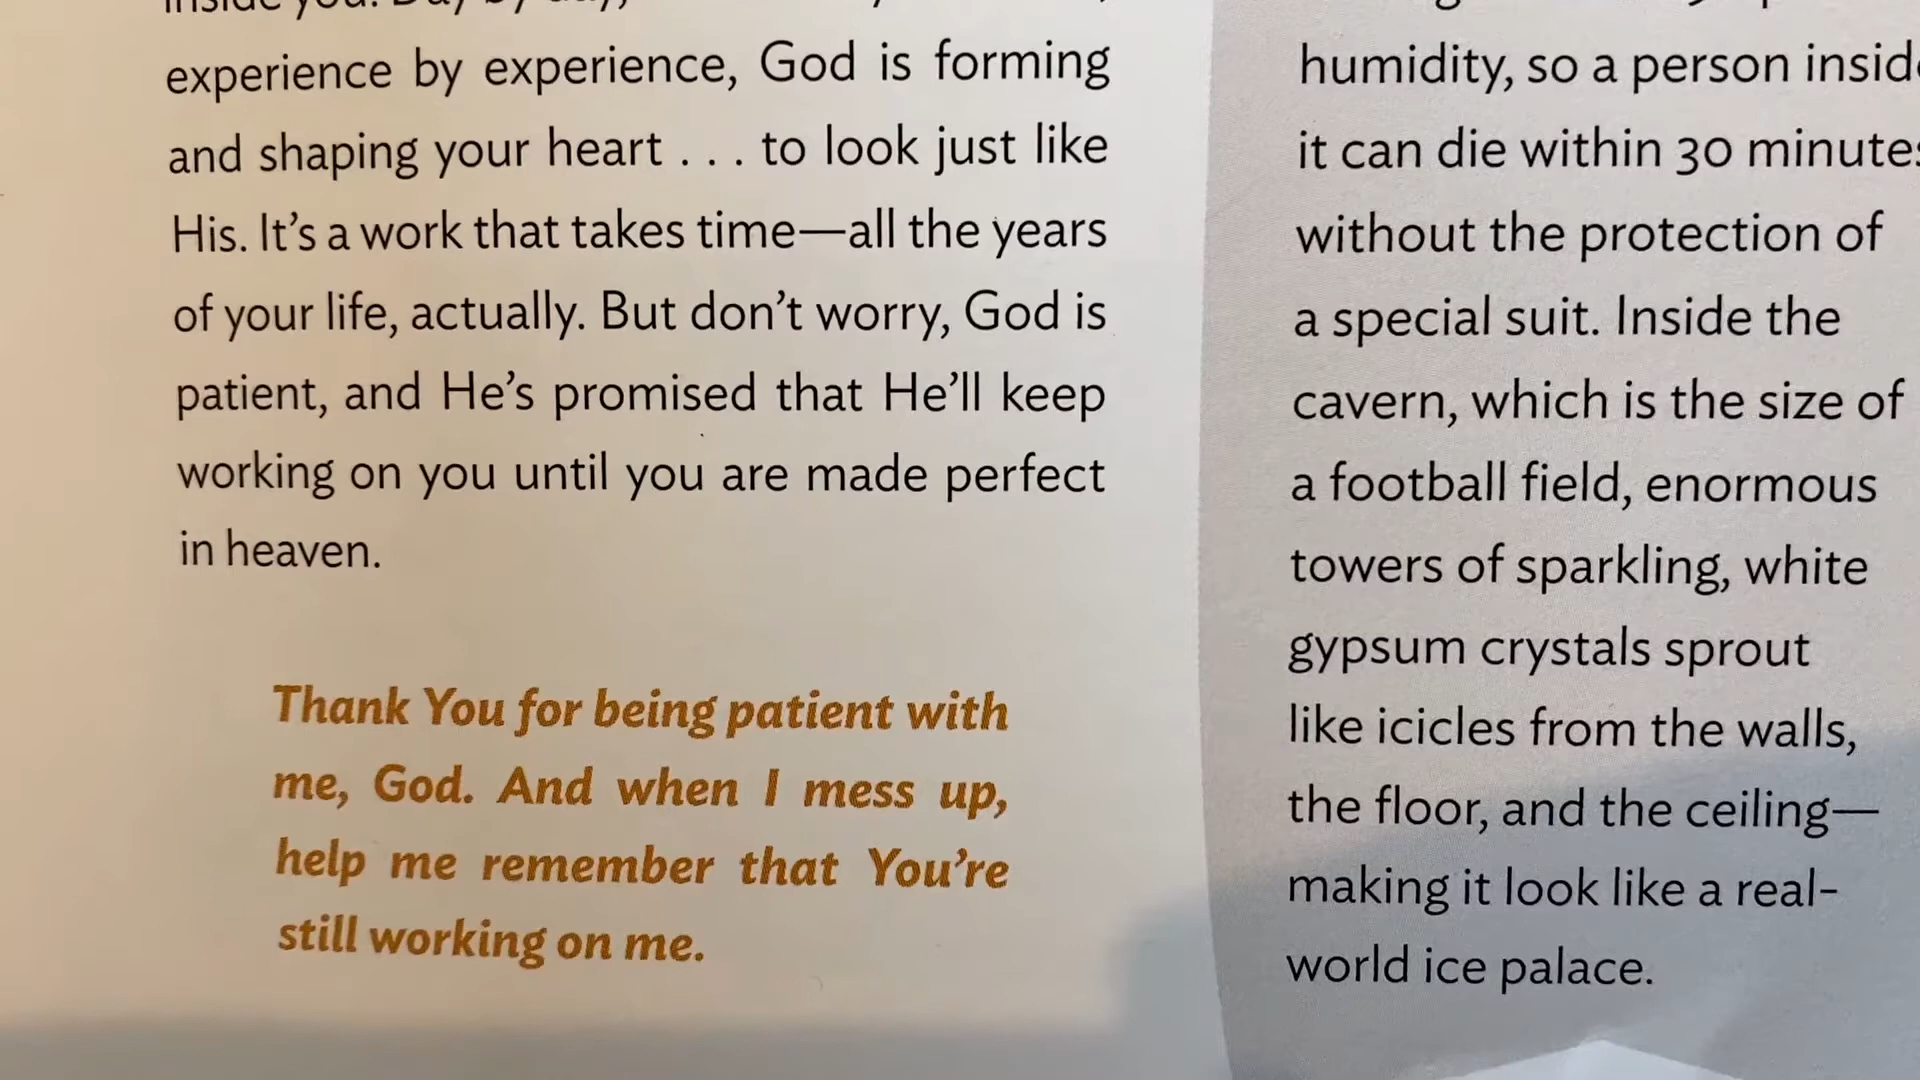 inside you. Day by day,
experience by experience, God is forming
and shaping your heart . . . to look just like
His. It's a work that takes time—all the years
of your life, actually. But don't worry, God is
patient, and He's promised that He'll keep
working on you until you are made perfect
in heaven.
Thank You for being patient with
me, God. And when I mess up,
help me remember that You're
still working on me.
humidity, so a person inside
it can die within 30 minutes
without the protection of
a special suit. Inside the
cavern, which is the size of
a football field, enormous
towers of sparkling, white
gypsum crystals sprout
like icicles from the walls,
the floor, and the ceiling—
making it look like a real-
world ice palace.